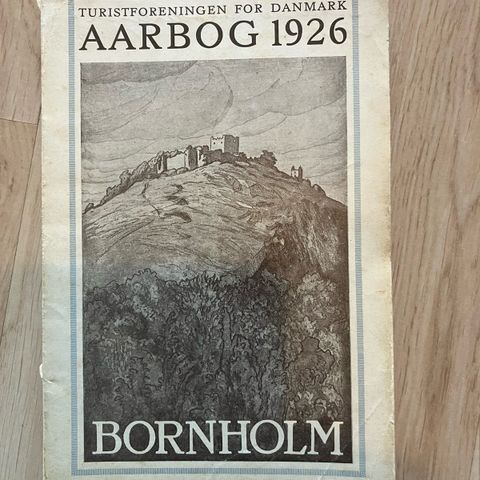 TURISTFORENINGEN FOR DANMARK
AARBOG 1926
BORNHOLM